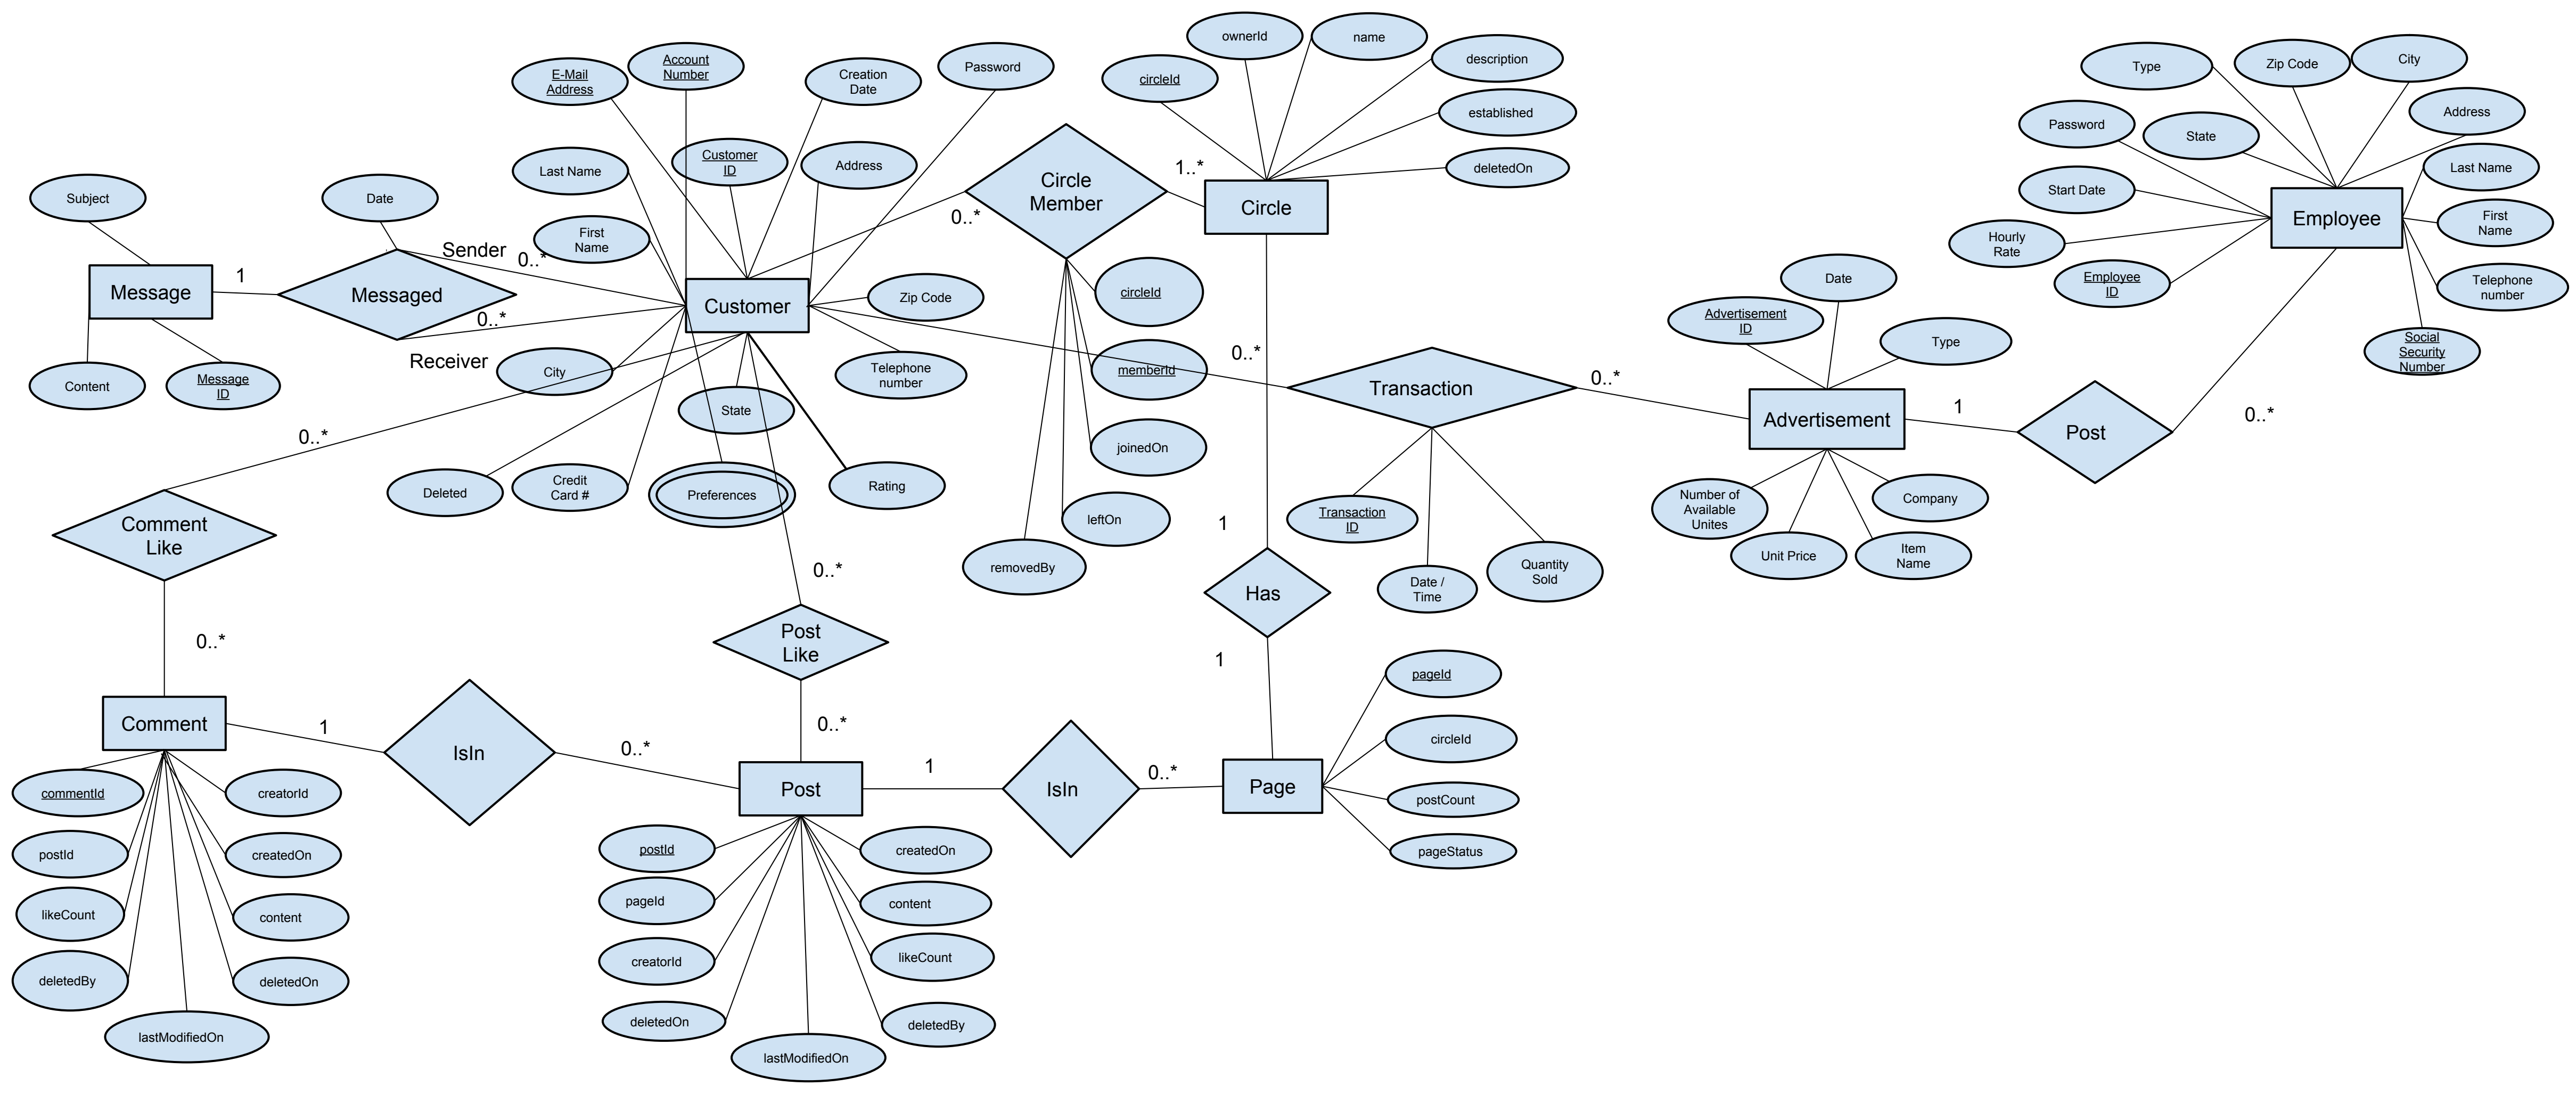 ownerId
name
circleId
description
established
deletedOn
Circle
1..*
Type
Zip Code
City
Address
Password
State
Last Name
Start Date
First
Name
Hourly
Rate
Employee
ID
Telephone
number
Social
Security
Number
Employee
E-Mail
Address
Account
Number
Creation
Date
Password
Last Name
Customer
ID
Address
First
Name
Customer
Zip Code
Telephone
number
City
State
Deleted
Credit
Card #
Preferences
Rating
Circle
Member
0..*
circleId
memberId
joinedOn
leftOn
removedBy
Subject
Date
Message
1
Messaged
Sender
0..*
0..*
Receiver
Content
Message
ID
0..*
Transaction
0..*
Transaction
ID
Date /
Time
Quantity
Sold
Date
Advertisement
ID
Type
Advertisement
1
Post
0..*
Number of
Available
Unites
Company
Unit Price
Item
Name
0..*
Comment
Like
0..*
0..*
Post
Like
0..*
1
Has
1
Comment
1
IsIn
0..*
Post
1
IsIn
0..*
Page
pageId
circleId
postCount
pageStatus
commentId
creatorId
postId
createdOn
likeCount
content
deletedBy
deletedOn
lastModifiedOn
postId
createdOn
pageId
content
creatorId
likeCount
deletedOn
deletedBy
lastModifiedOn